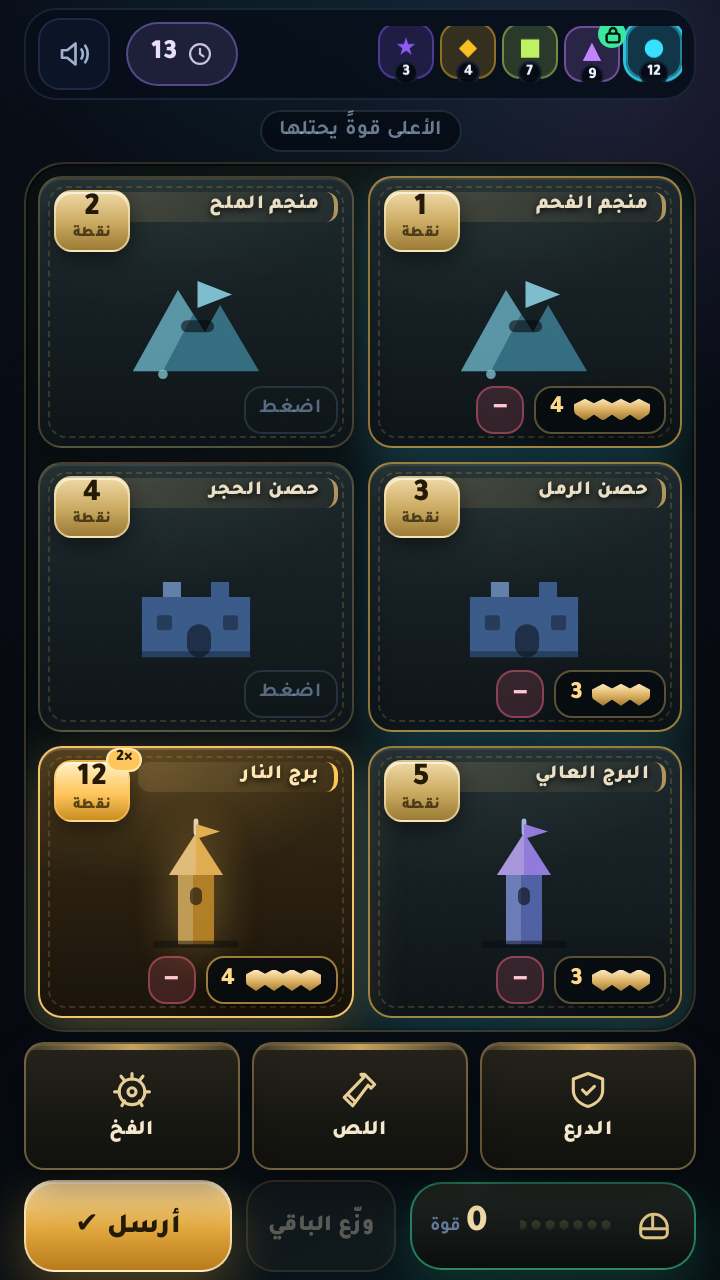 13
3
4
7
9
12
الأعلى قوةً يحتلها
منجم الفحم
1
نقطة
4
−
منجم الملح
2
نقطة
اضغط
حصن الرمل
3
نقطة
3
−
حصن الحجر
4
نقطة
اضغط
البرج العالي
5
نقطة
3
−
برج النار
2x
12
نقطة
4
−
الدرع
اللص
الفخ
0 قوة
وزّع الباقي
أرسل ✔